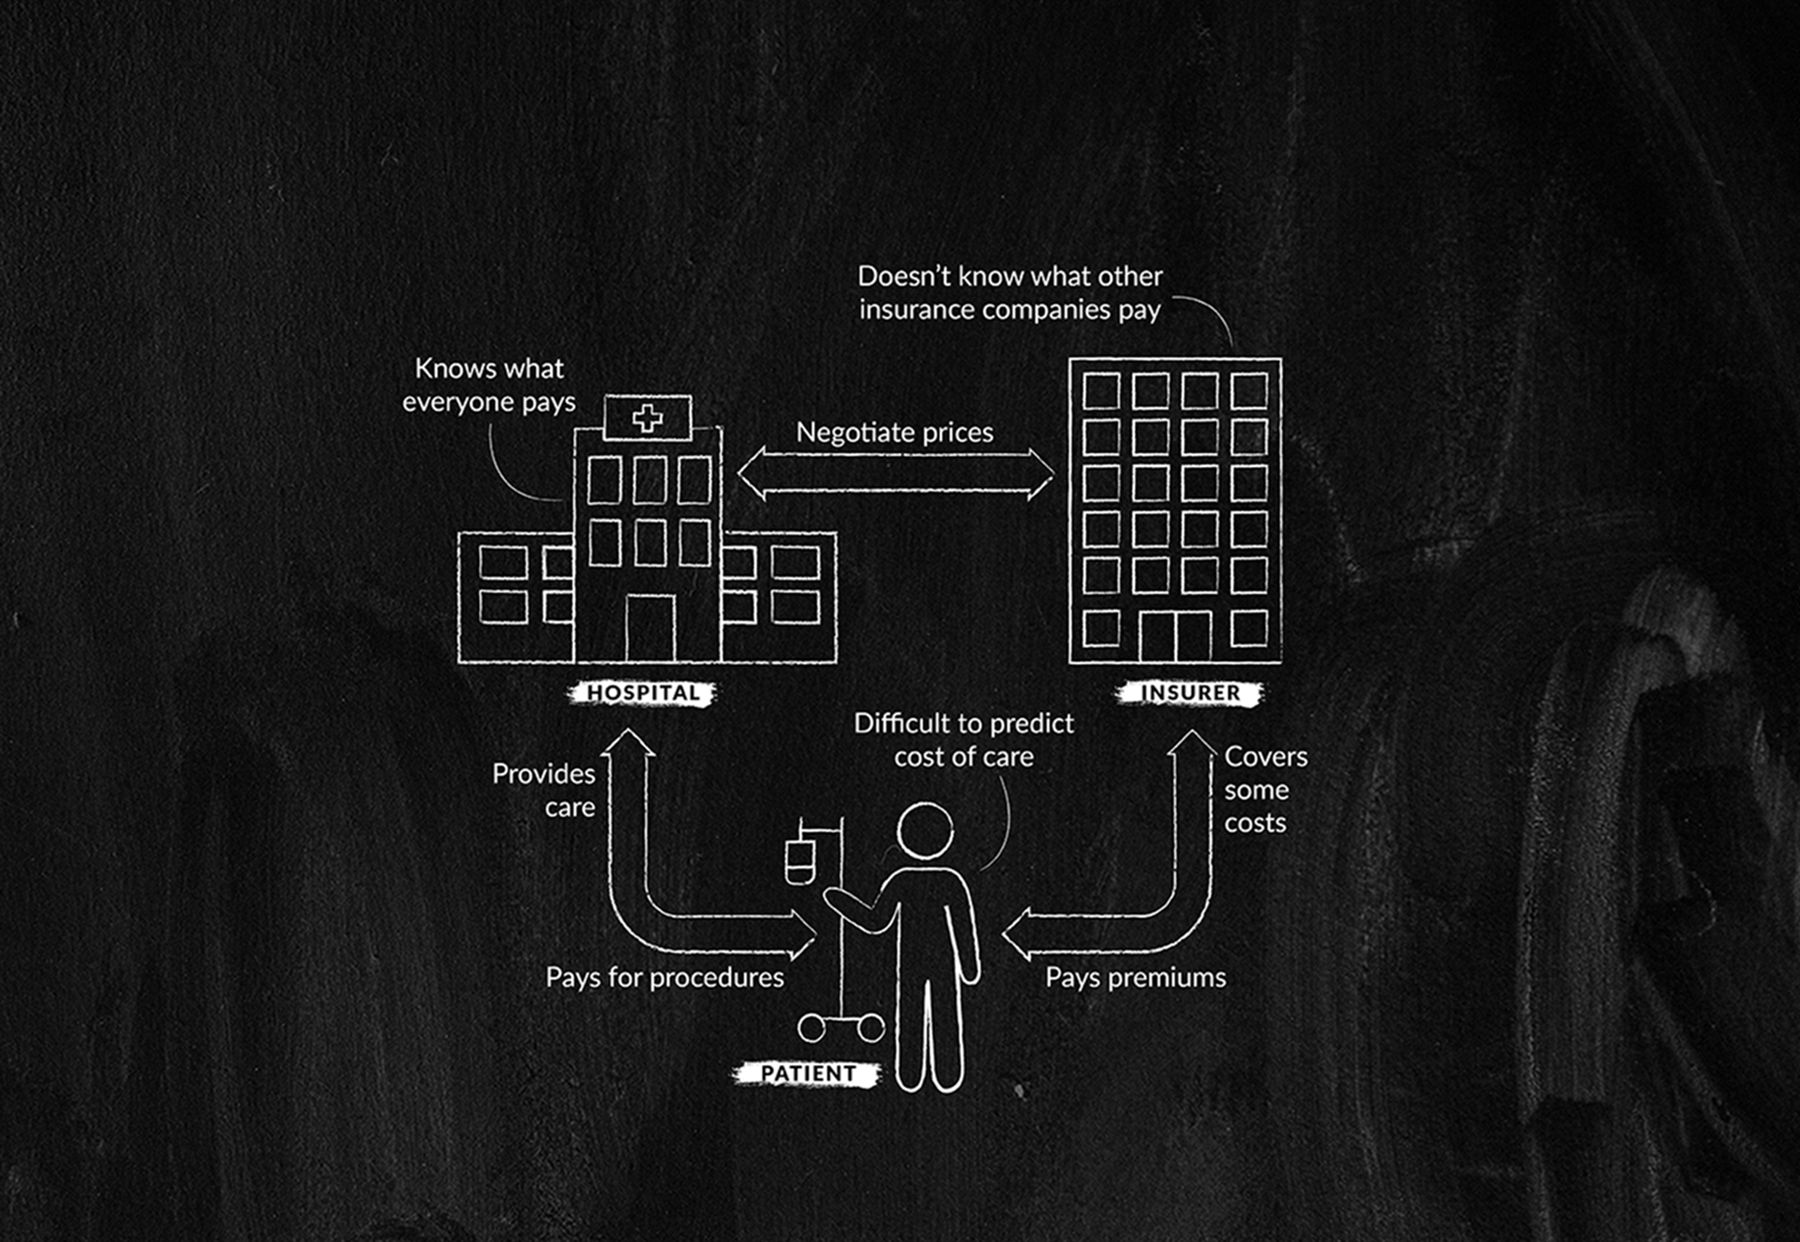 Doesn’t know what other
insurance companies pay
Knows what
everyone pays
Negotiate prices
HOSPITAL
INSURER
Difficult to predict
cost of care
Provides
care
Covers
some
costs
Pays for procedures
Pays premiums
PATIENT